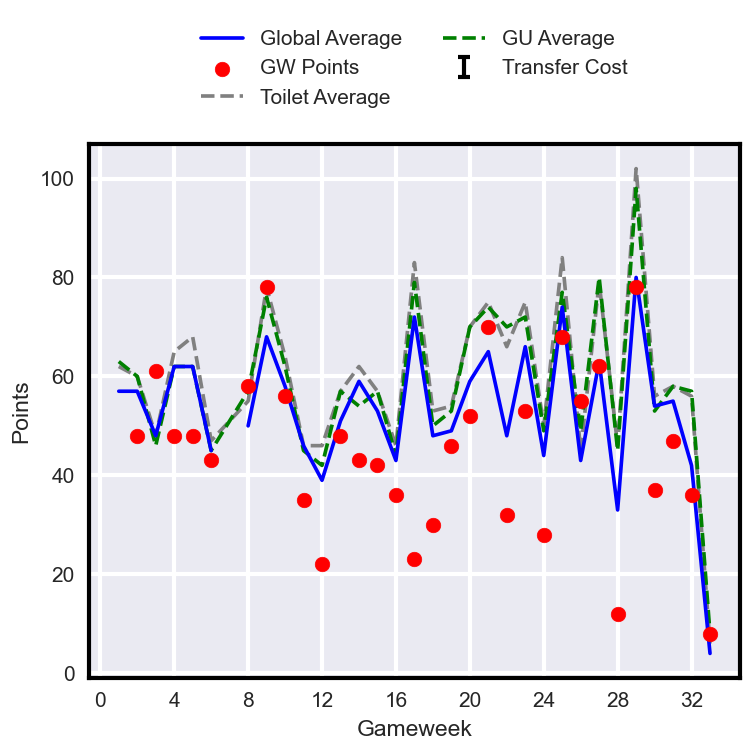 Global Average
GW Points
Toilet Average
GU Average
Transfer Cost
100
80
60
40
20
0
Points
0 4 8 12 16 20 24 28 32
Gameweek